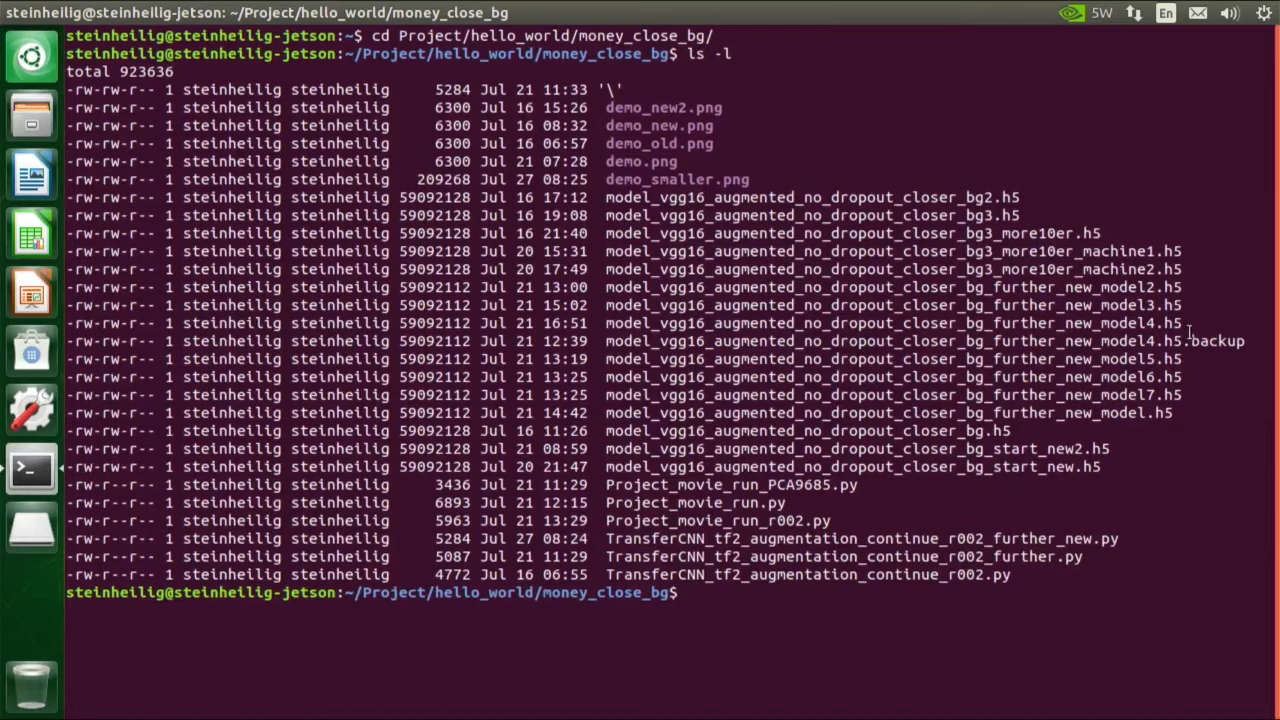 steinheilig@steinheilig-jetson: ~/Project/hello_world/money_close_bg 5W En
steinheilig@steinheilig-jetson:~$ cd Project/hello_world/money_close_bg/
steinheilig@steinheilig-jetson:~/Project/hello_world/money_close_bg$ ls -l
total 923636
-rw-rw-r-- 1 steinheilig steinheilig     5284 Jul 21 11:33 '\'
-rw-rw-r-- 1 steinheilig steinheilig     6300 Jul 16 15:26  demo_new2.png
-rw-rw-r-- 1 steinheilig steinheilig     6300 Jul 16 08:32  demo_new.png
-rw-rw-r-- 1 steinheilig steinheilig     6300 Jul 16 06:57  demo_old.png
-rw-rw-r-- 1 steinheilig steinheilig     6300 Jul 21 07:28  demo.png
-rw-rw-r-- 1 steinheilig steinheilig   209268 Jul 27 08:25  demo_smaller.png
-rw-rw-r-- 1 steinheilig steinheilig 59092128 Jul 16 17:12  model_vgg16_augmented_no_dropout_closer_bg2.h5
-rw-rw-r-- 1 steinheilig steinheilig 59092128 Jul 16 19:08  model_vgg16_augmented_no_dropout_closer_bg3.h5
-rw-rw-r-- 1 steinheilig steinheilig 59092128 Jul 16 21:40  model_vgg16_augmented_no_dropout_closer_bg3_more10er.h5
-rw-rw-r-- 1 steinheilig steinheilig 59092128 Jul 20 15:31  model_vgg16_augmented_no_dropout_closer_bg3_more10er_machine1.h5
-rw-rw-r-- 1 steinheilig steinheilig 59092128 Jul 20 17:49  model_vgg16_augmented_no_dropout_closer_bg3_more10er_machine2.h5
-rw-rw-r-- 1 steinheilig steinheilig 59092112 Jul 21 13:00  model_vgg16_augmented_no_dropout_closer_bg_further_new_model2.h5
-rw-rw-r-- 1 steinheilig steinheilig 59092112 Jul 21 15:02  model_vgg16_augmented_no_dropout_closer_bg_further_new_model3.h5
-rw-rw-r-- 1 steinheilig steinheilig 59092112 Jul 21 16:51  model_vgg16_augmented_no_dropout_closer_bg_further_new_model4.h5
-rw-rw-r-- 1 steinheilig steinheilig 59092112 Jul 21 12:39  model_vgg16_augmented_no_dropout_closer_bg_further_new_model4.h5.backup
-rw-rw-r-- 1 steinheilig steinheilig 59092112 Jul 21 13:19  model_vgg16_augmented_no_dropout_closer_bg_further_new_model5.h5
-rw-rw-r-- 1 steinheilig steinheilig 59092112 Jul 21 13:25  model_vgg16_augmented_no_dropout_closer_bg_further_new_model6.h5
-rw-rw-r-- 1 steinheilig steinheilig 59092112 Jul 21 13:25  model_vgg16_augmented_no_dropout_closer_bg_further_new_model7.h5
-rw-rw-r-- 1 steinheilig steinheilig 59092112 Jul 21 14:42  model_vgg16_augmented_no_dropout_closer_bg_further_new_model.h5
-rw-rw-r-- 1 steinheilig steinheilig 59092128 Jul 16 11:26  model_vgg16_augmented_no_dropout_closer_bg.h5
-rw-rw-r-- 1 steinheilig steinheilig 59092128 Jul 21 08:59  model_vgg16_augmented_no_dropout_closer_bg_start_new2.h5
-rw-rw-r-- 1 steinheilig steinheilig 59092128 Jul 20 21:47  model_vgg16_augmented_no_dropout_closer_bg_start_new.h5
-rw-r--r-- 1 steinheilig steinheilig     3436 Jul 21 11:29  Project_movie_run_PCA9685.py
-rw-rw-r-- 1 steinheilig steinheilig     6893 Jul 21 12:15  Project_movie_run.py
-rw-r--r-- 1 steinheilig steinheilig     5963 Jul 21 13:29  Project_movie_run_r002.py
-rw-r--r-- 1 steinheilig steinheilig     5284 Jul 27 08:24  TransferCNN_tf2_augmentation_continue_r002_further_new.py
-rw-r--r-- 1 steinheilig steinheilig     5087 Jul 21 11:29  TransferCNN_tf2_augmentation_continue_r002_further.py
-rw-r--r-- 1 steinheilig steinheilig     4772 Jul 16 06:55  TransferCNN_tf2_augmentation_continue_r002.py
steinheilig@steinheilig-jetson:~/Project/hello_world/money_close_bg$